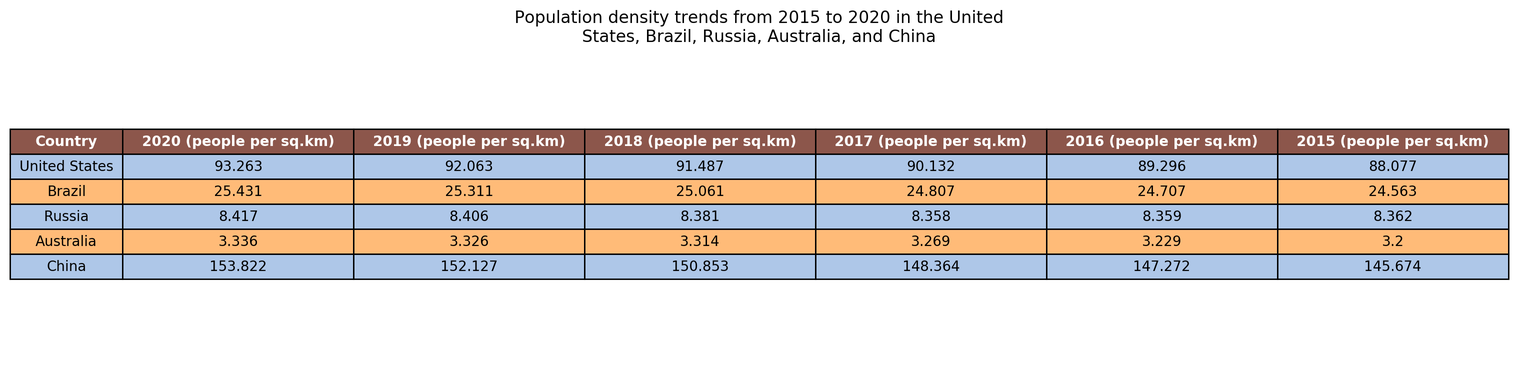 Population density trends from 2015 to 2020 in the United
States, Brazil, Russia, Australia, and China
Country 2020 (people per sq.km) 2019 (people per sq.km) 2018 (people per sq.km) 2017 (people per sq.km) 2016 (people per sq.km) 2015 (people per sq.km)
United States 93.263 92.063 91.487 90.132 89.296 88.077
Brazil 25.431 25.311 25.061 24.807 24.707 24.563
Russia 8.417 8.406 8.381 8.358 8.359 8.362
Australia 3.336 3.326 3.314 3.269 3.229 3.2
China 153.822 152.127 150.853 148.364 147.272 145.674